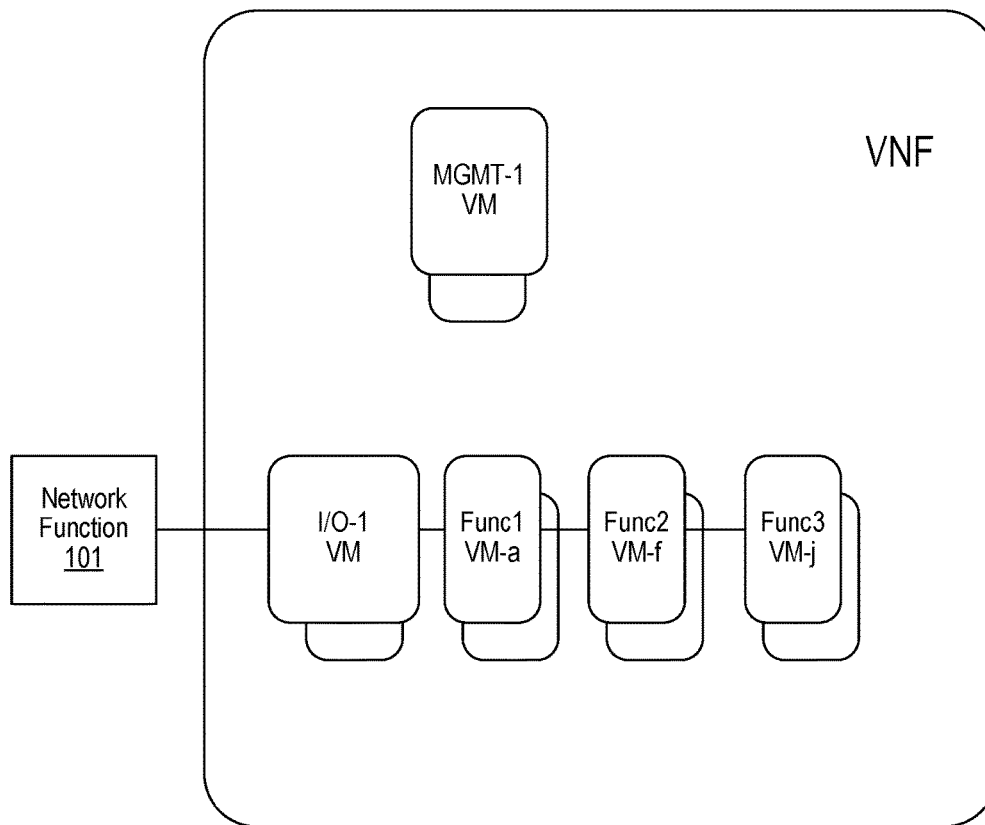 VNF
MGMT-1
VM
Network
Function
101
I/O-1
VM
Func1
VM-a
Func2
VM-f
Func3
VM-j